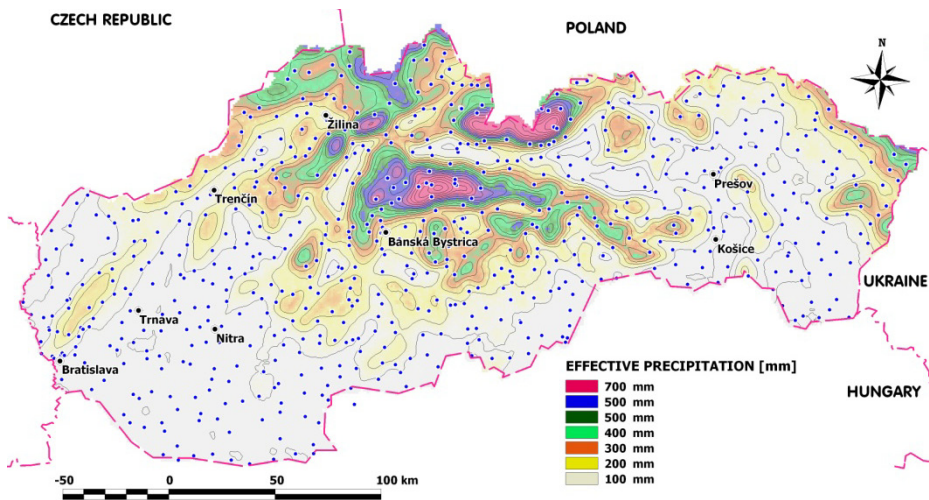 CZECH REPUBLIC
POLAND
N
Žilina
Prešov
Trenčín
Bánská Bystrica
Košice
UKRAINE
Trnava
Nitra
Bratislava
EFFECTIVE PRECIPITATION [mm]
700 mm
500 mm
500 mm
400 mm
300 mm
200 mm
100 mm
HUNGARY
-50 0 50 100 km